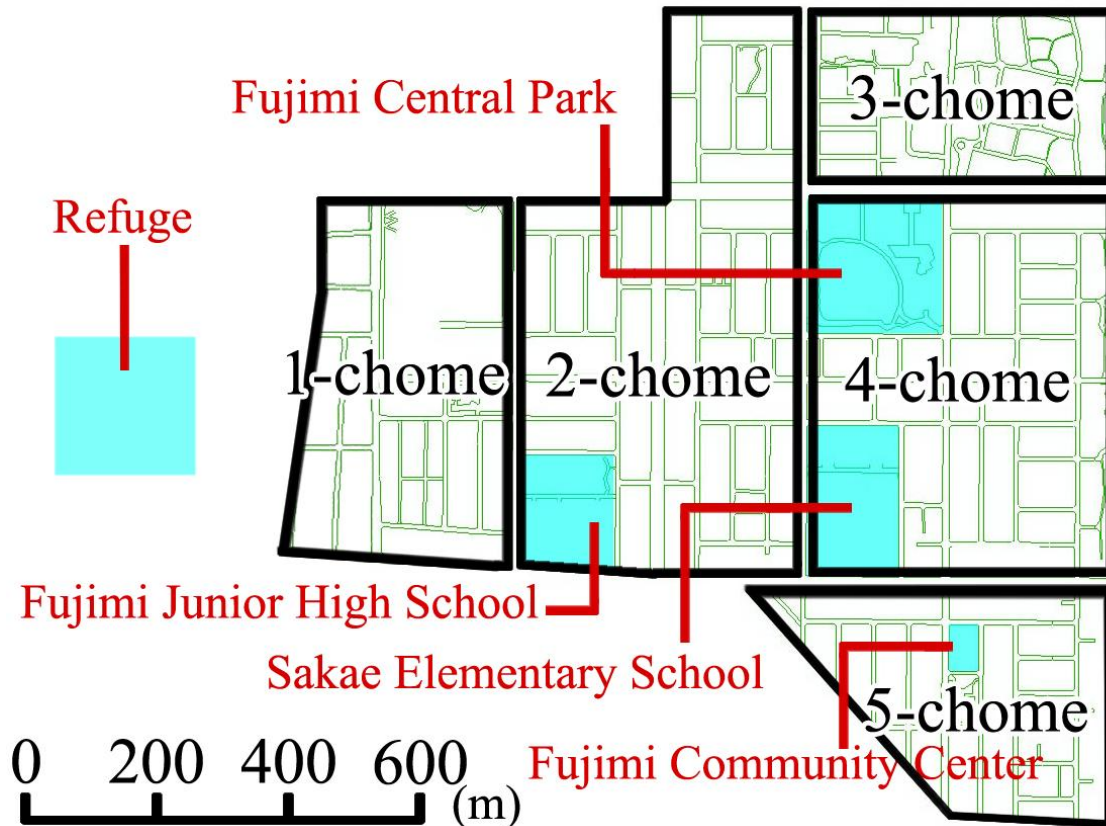 3-chome
Fujimi Central Park
Refuge
1-chome
2-chome
4-chome
Fujimi Junior High School
Sakae Elementary School
5-chome
Fujimi Community Center
0 200 400 600
(m)